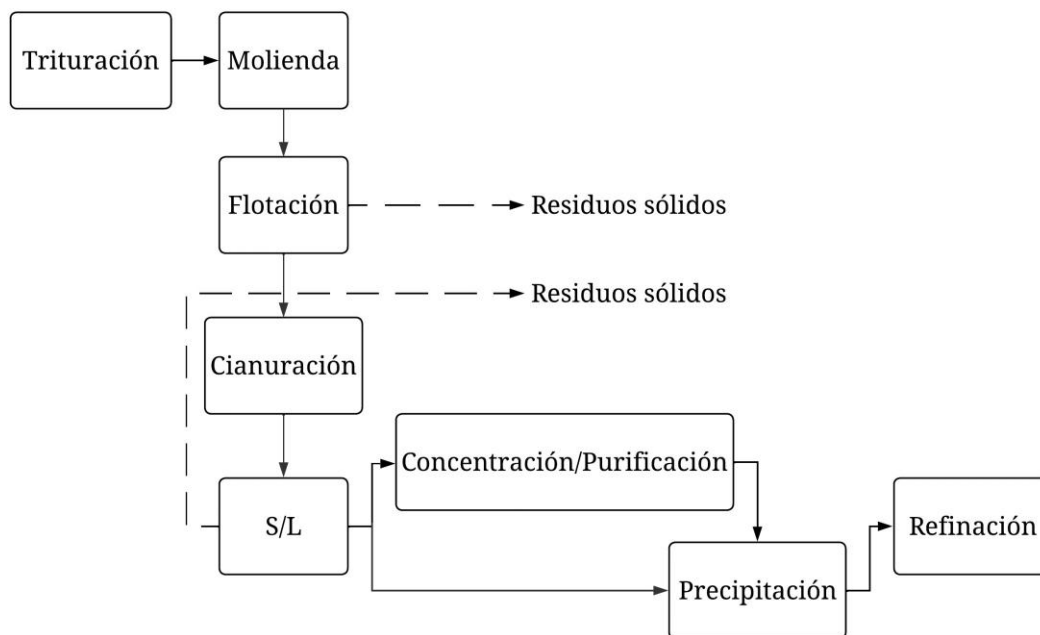 Trituración
Molienda
Flotación
Residuos sólidos
Residuos sólidos
Cianuración
Concentración/Purificación
S/L
Refinación
Precipitación